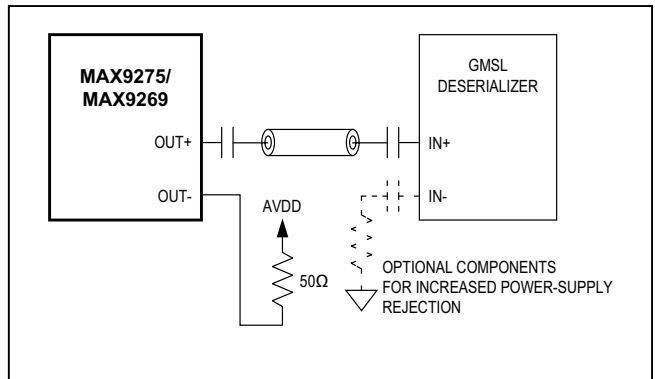 MAX9275/
MAX9269
GMSL
DESERIALIZER
OUT+
IN+
OUT-
AVDD
IN-
50Ω
OPTIONAL COMPONENTS
FOR INCREASED POWER-SUPPLY
REJECTION